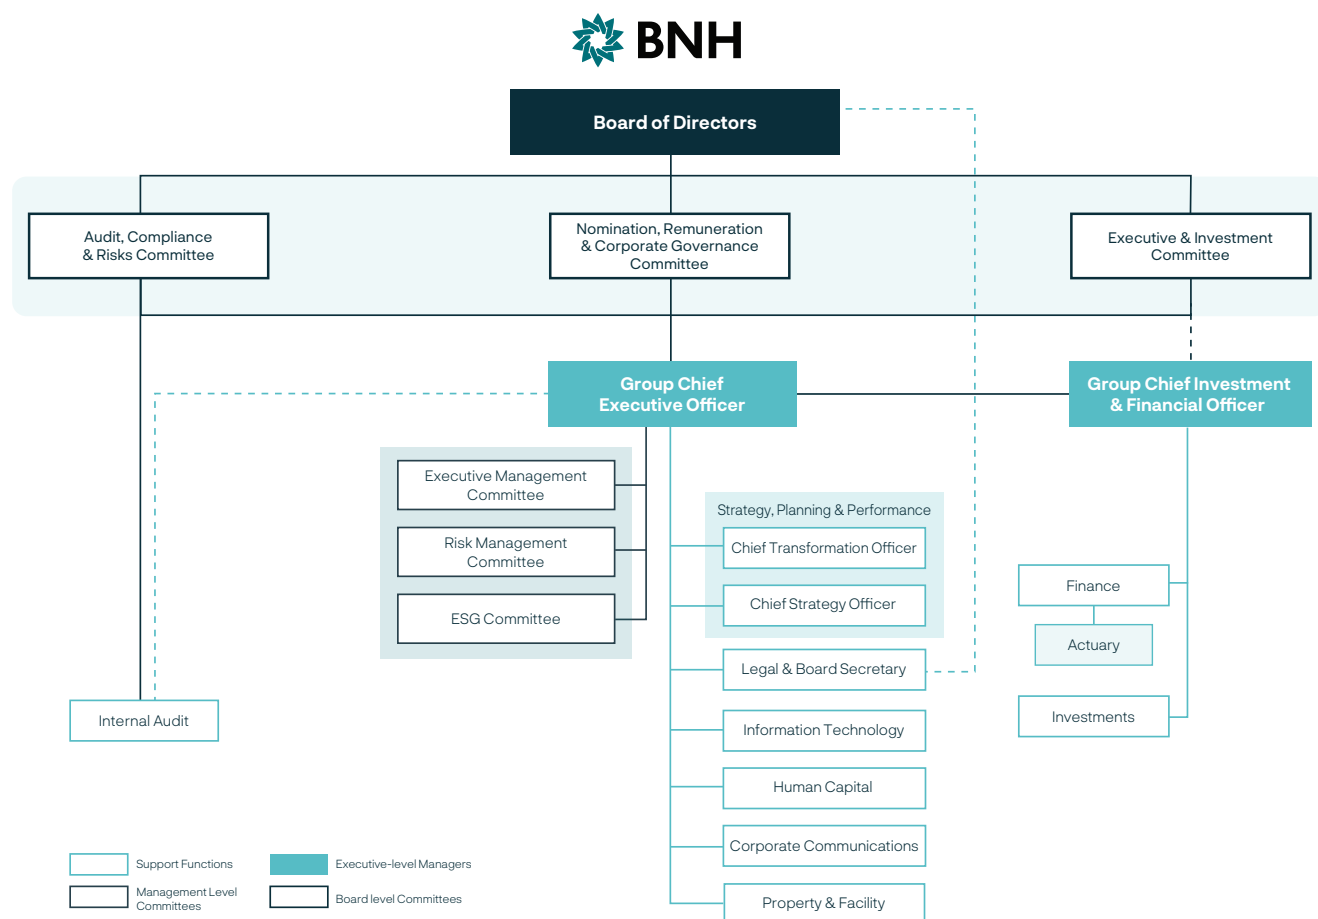 BNH
Board of Directors
Audit, Compliance
& Risks Committee
Nomination, Remuneration
& Corporate Governance
Committee
Executive & Investment
Committee
Group Chief
Executive Officer
Group Chief Investment
& Financial Officer
Executive Management
Committee
Risk Management
Committee
ESG Committee
Strategy, Planning & Performance
Chief Transformation Officer
Chief Strategy Officer
Legal & Board Secretary
Information Technology
Human Capital
Corporate Communications
Property & Facility
Finance
Actuary
Investments
Internal Audit
Support Functions
Executive-level Managers
Management Level
Committees
Board level Committees